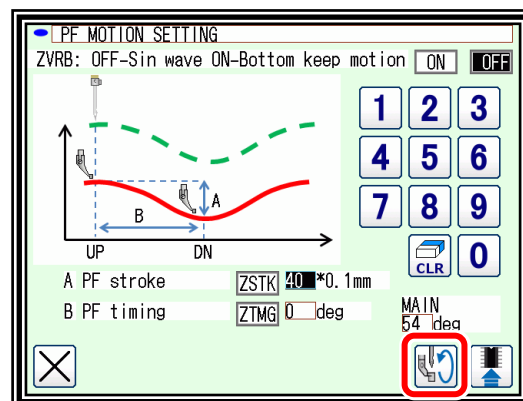 PF MOTION SETTING
ZVRB: OFF-Sin wave ON-Bottom keep motion ON OFF
1 2 3
4 5 6
A
B
7 8 9
UP DN
CLR 0
A PF stroke ZSTK 40 *0.1mm
B PF timing ZTMG 0 deg
MAIN
54 deg